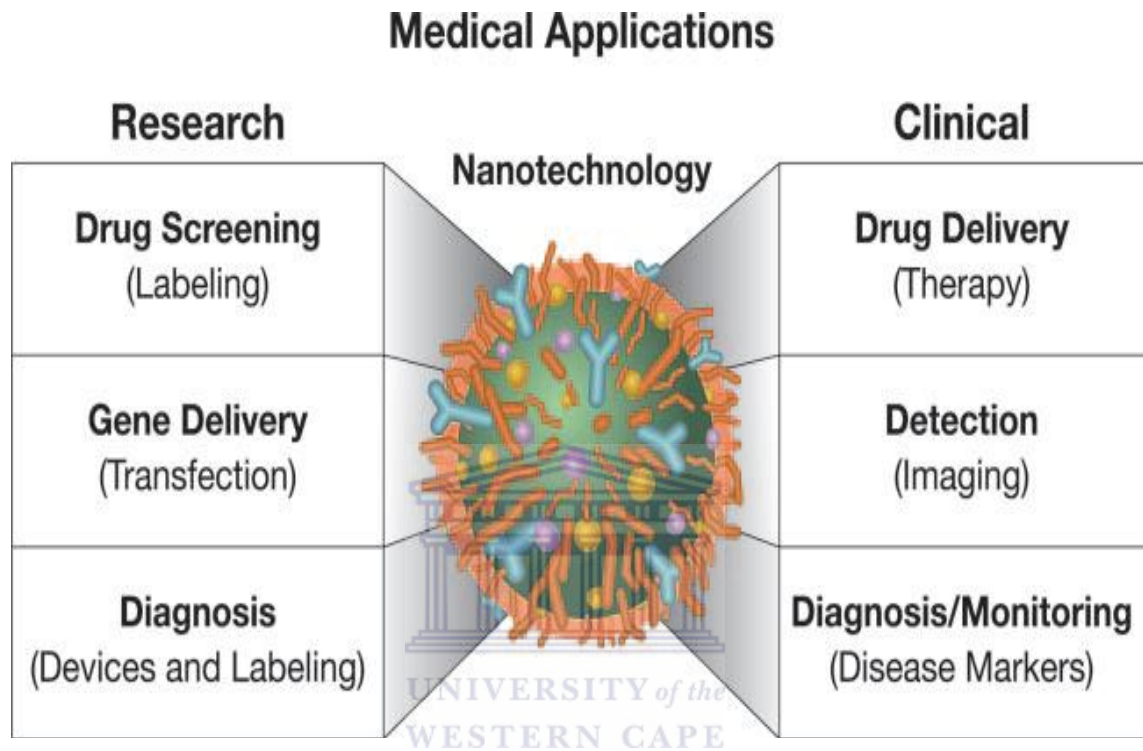 Medical Applications
Research
Nanotechnology
Clinical
Drug Screening
(Labeling)
Gene Delivery
(Transfection)
Diagnosis
(Devices and Labeling)
Drug Delivery
(Therapy)
Detection
(Imaging)
Diagnosis/Monitoring
(Disease Markers)
UNIVERSITY of the
WESTERN CAPE